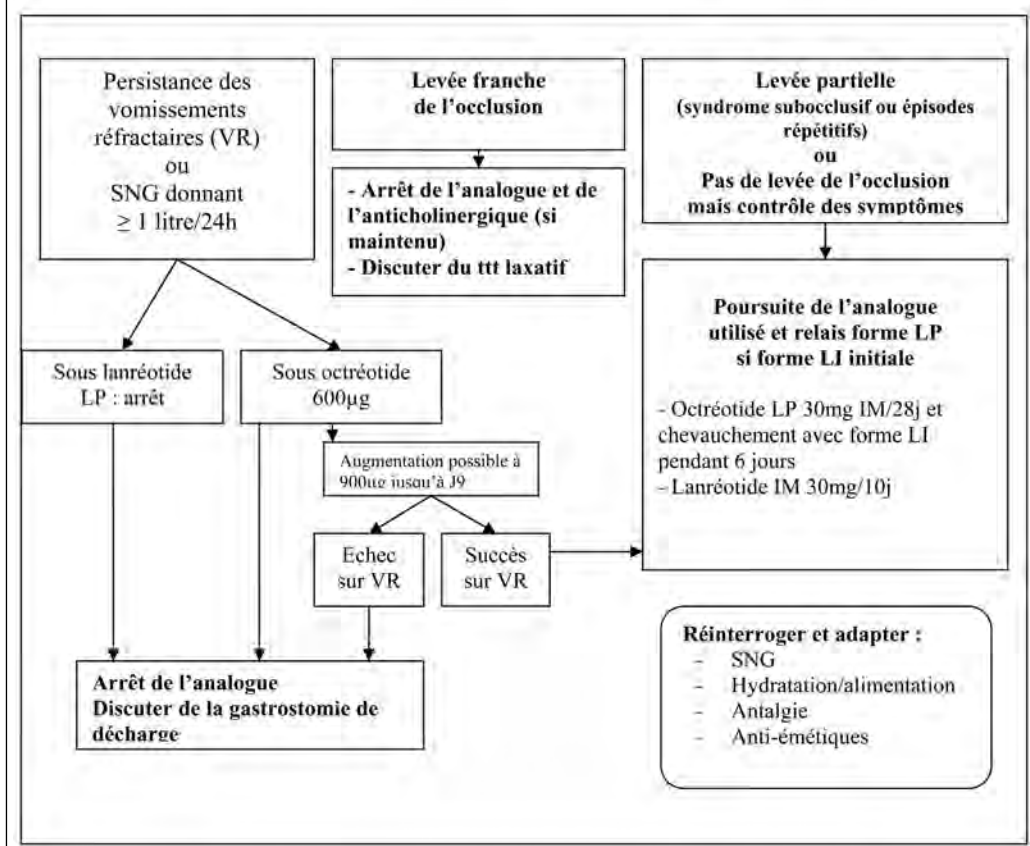 Persistance des
vomissements
réfractaires (VR)
ou
SNG donnant
≥ 1 litre/24h
Levée franche
de l'occlusion
Levée partielle
(syndrome subocclusif ou épisodes
répétitifs)
ou
Pas de levée de l'occlusion
mais contrôle des symptômes
- Arrêt de l'analogue et de
l'anticholinergique (si
maintenu)
- Discuter du ttt laxatif
Poursuite de l'analogue
utilisé et relais forme LP
si forme LI initiale
- Octréotide LP 30mg IM/28j et
chevauchement avec forme LI
pendant 6 jours
- Lanréotide IM 30mg/10j
Sous lanréotide
LP : arrêt
Sous octréotide
600µg
Augmentation possible à
900µg jusqu'à J9
Echec
sur VR
Succès
sur VR
Arrêt de l'analogue
Discuter de la gastrostomie de
décharge
Réinterroger et adapter :
- SNG
- Hydratation/alimentation
- Antalgie
- Anti-émétiques